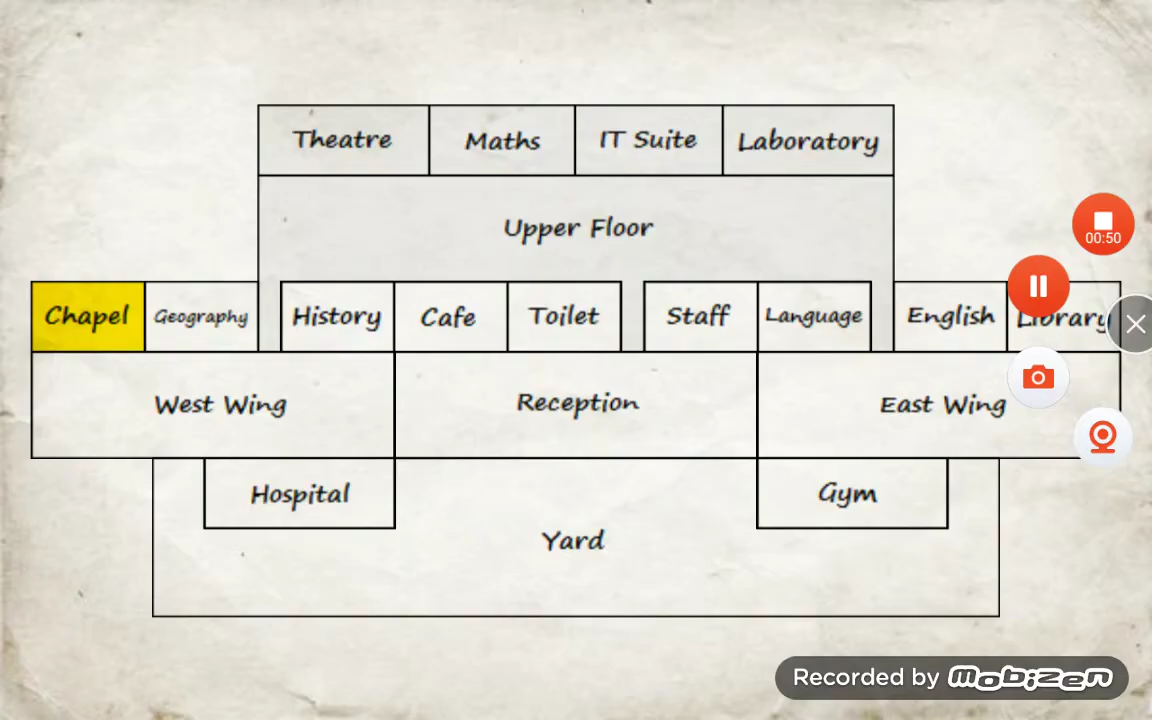 Theatre Maths IT Suite Laboratory
Upper Floor
00:50
Chapel Geography History Cafe Toilet Staff Language English Library
West Wing Reception East Wing
Hospital Gym
Yard
Recorded by mobizen